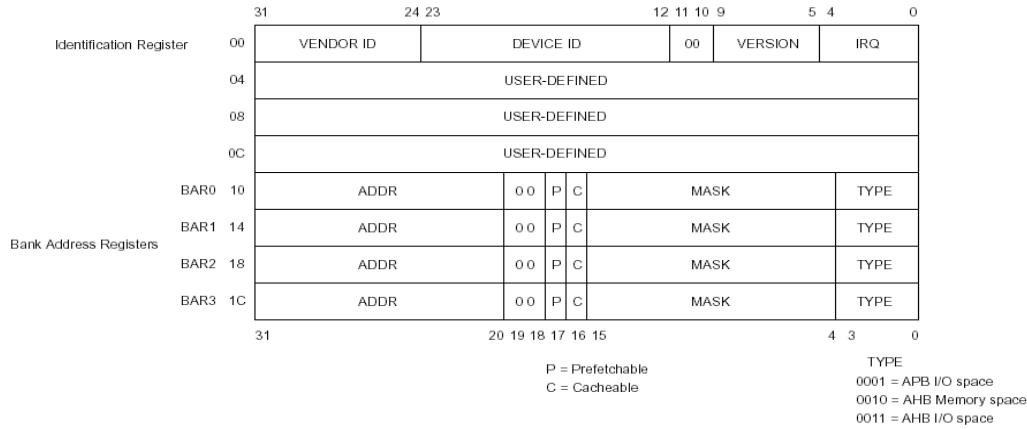 31 24 23 12 11 10 9 5 4 0
Identification Register 00 VENDOR ID DEVICE ID 00 VERSION IRQ
04 USER-DEFINED
08 USER-DEFINED
0C USER-DEFINED
BAR0 10 ADDR 0 0 P C MASK TYPE
BAR1 14 ADDR 0 0 P C MASK TYPE
Bank Address Registers
BAR2 18 ADDR 0 0 P C MASK TYPE
BAR3 1C ADDR 0 0 P C MASK TYPE
31 20 19 18 17 16 15 4 3 0
P = Prefetchable
C = Cacheable
TYPE
0001 = APB I/O space
0010 = AHB Memory space
0011 = AHB I/O space